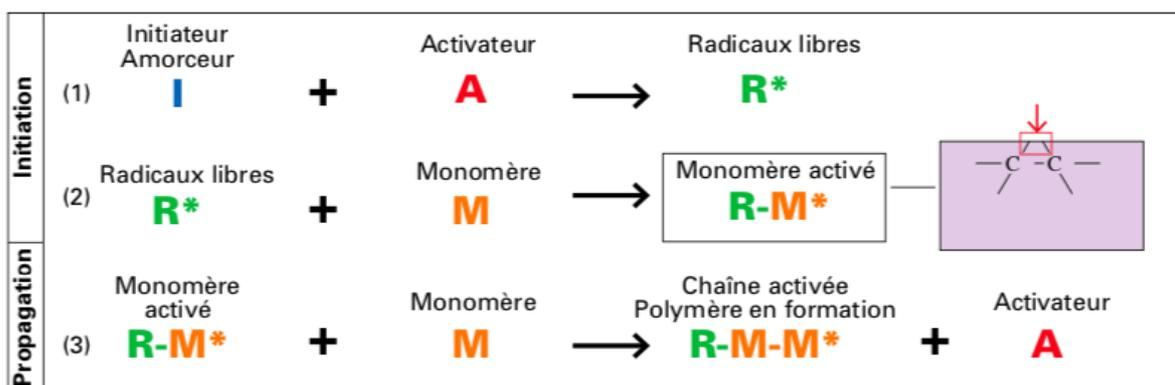 Initiation
Initiateur
Amorceur
Activateur
Radicaux libres
(1) I + A → R*
Radicaux libres
Monomère
Monomère activé
(2) R* + M → R-M*
C - C
Propagation
Monomère
activé
Monomère
Chaîne activée
Polymère en formation
Activateur
(3) R-M* + M → R-M-M* + A